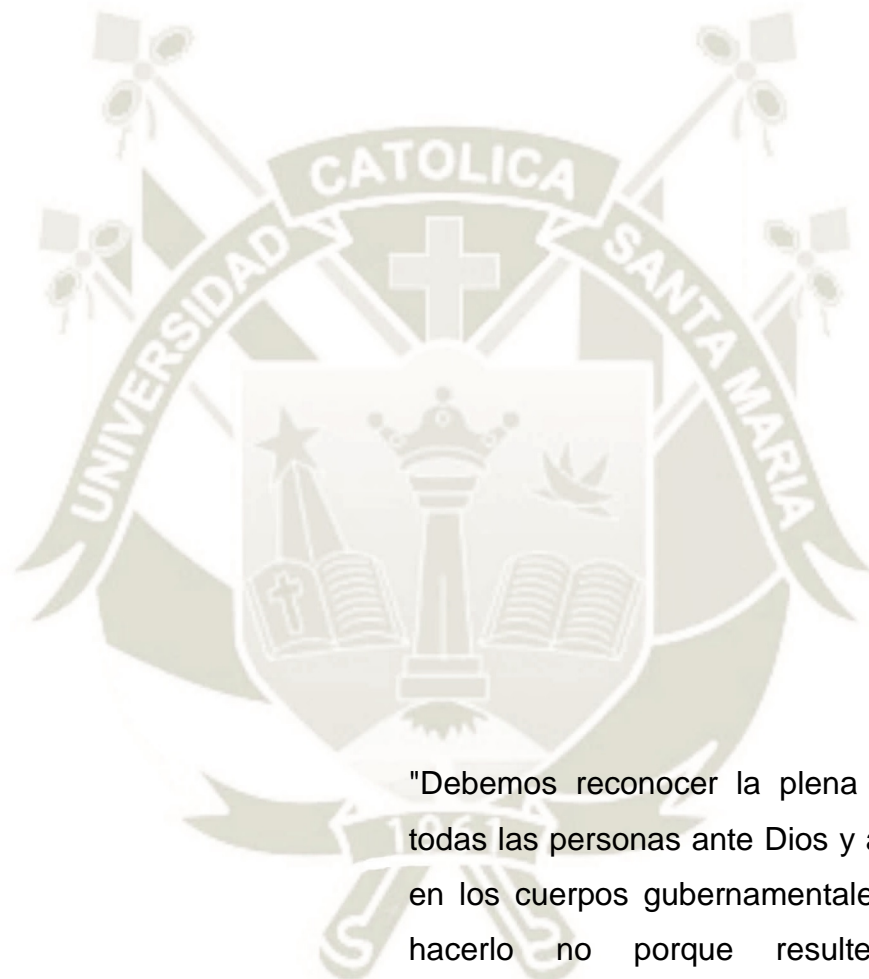 CATOLICA
UNIVERSIDAD
SANTA MARIA
"Debemos reconocer la plena
todas las personas ante Dios y
en los cuerpos gubernamentale
hacerlo no porque resulte
1961